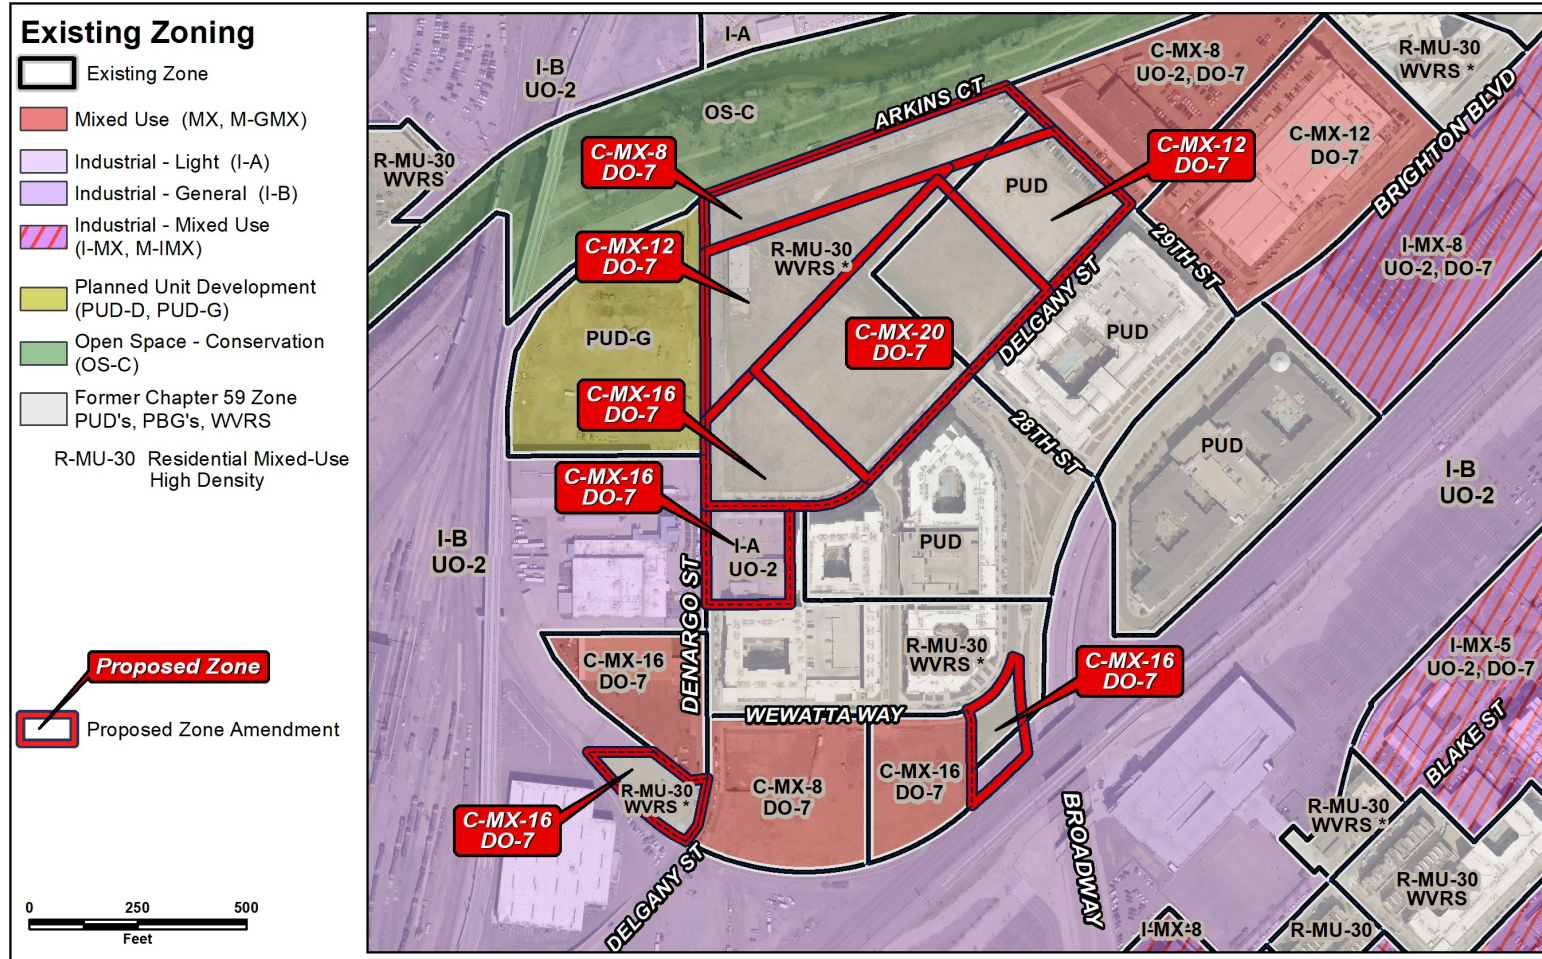 Existing Zoning
Existing Zone
Mixed Use (MX, M-GMX)
Industrial - Light (I-A)
Industrial - General (I-B)
Industrial - Mixed Use
(I-MX, M-IMX)
Planned Unit Development
(PUD-D, PUD-G)
Open Space - Conservation
(OS-C)
Former Chapter 59 Zone
PUD's, PBG's, WVRS
R-MU-30 Residential Mixed-Use
High Density
Proposed Zone
Proposed Zone Amendment
0 250 500
Feet
I-A
I-B
UO-2
OS-C
ARKINS CT
C-MX-8
UO-2, DO-7
R-MU-30
WVRS *
BRIGHTON BLVD
R-MU-30
WVRS
C-MX-8
DO-7
C-MX-12
DO-7
C-MX-12
DO-7
PUD
C-MX-12
DO-7
R-MU-30
WVRS *
29TH ST
I-MX-8
UO-2, DO-7
PUD-G
C-MX-20
DO-7
DELGANY ST
PUD
C-MX-16
DO-7
28TH ST
PUD
I-B
UO-2
C-MX-16
DO-7
I-B
UO-2
I-A
UO-2
PUD
DENARGO ST
C-MX-16
DO-7
R-MU-30
WVRS *
C-MX-16
DO-7
I-MX-5
UO-2, DO-7
WEWATTA WAY
BLAKE ST
R-MU-30
WVRS *
C-MX-8
DO-7
C-MX-16
DO-7
C-MX-16
DO-7
BROADWAY
R-MU-30
WVRS *
DELGANY ST
R-MU-30
WVRS
I-MX-8
R-MU-30